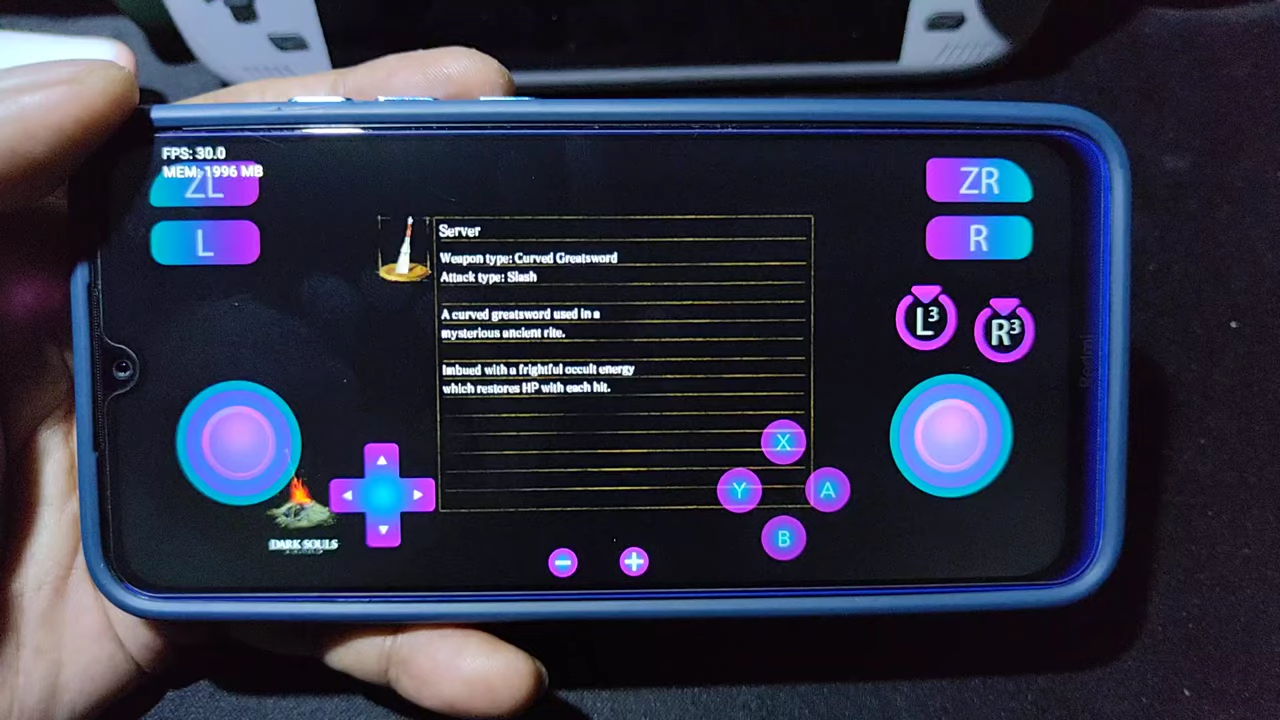 FPS: 30.0
MEM: 1996 MB
ZL
L
ZR
R
L3
R3
Server
Weapon type: Curved Greatsword
Attack type: Slash
A curved greatsword used in a
mysterious ancient rite.
Imbued with a frightful occult energy
which restores HP with each hit.
X
Y
A
B
DARK SOULS
Redmi